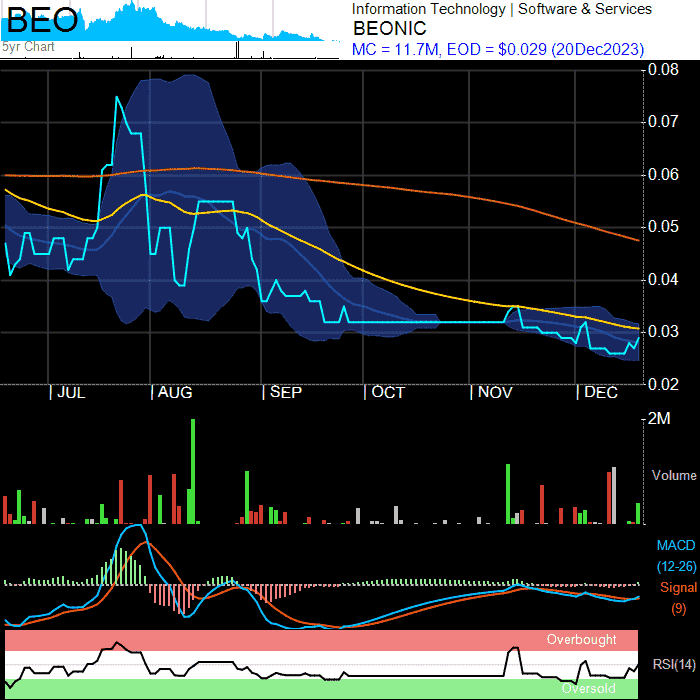 BEO
5yr Chart
Information Technology | Software & Services
BEONIC
MC = 11.7M, EOD = $0.029 (20Dec2023)
0.08
0.07
0.06
0.05
0.04
0.03
0.02
| JUL | AUG | SEP | OCT | NOV | DEC
2M
Volume
MACD
(12-26)
Signal
(9)
Overbought
RSI(14)
Oversold